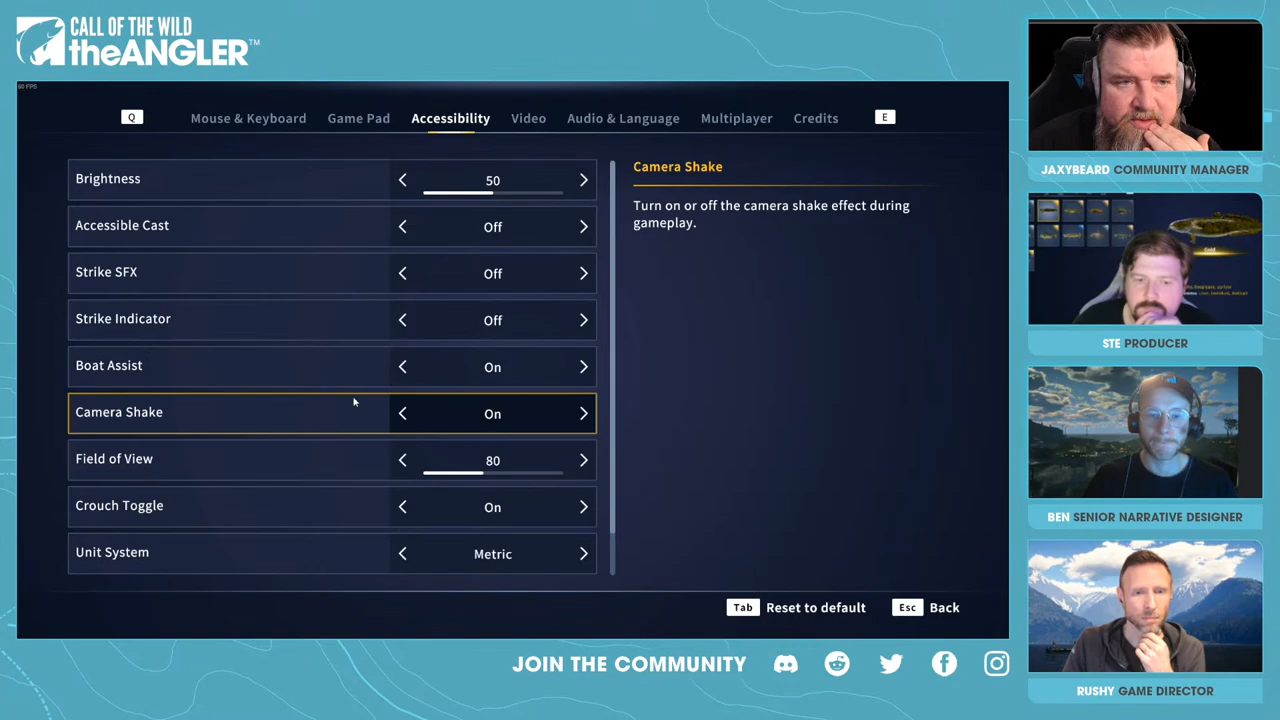 CALL OF THE WILD
theANGLER™
60 FPS
Q
Mouse & Keyboard
Game Pad
Accessibility
Video
Audio & Language
Multiplayer
Credits
E
Brightness
50
Accessible Cast
Off
Strike SFX
Off
Strike Indicator
Off
Boat Assist
On
Camera Shake
On
Field of View
80
Crouch Toggle
On
Unit System
Metric
Camera Shake
Turn on or off the camera shake effect during
gameplay.
Tab Reset to default
Esc Back
JOIN THE COMMUNITY
JAXYBEARD COMMUNITY MANAGER
STE PRODUCER
BEN SENIOR NARRATIVE DESIGNER
RUSHY GAME DIRECTOR